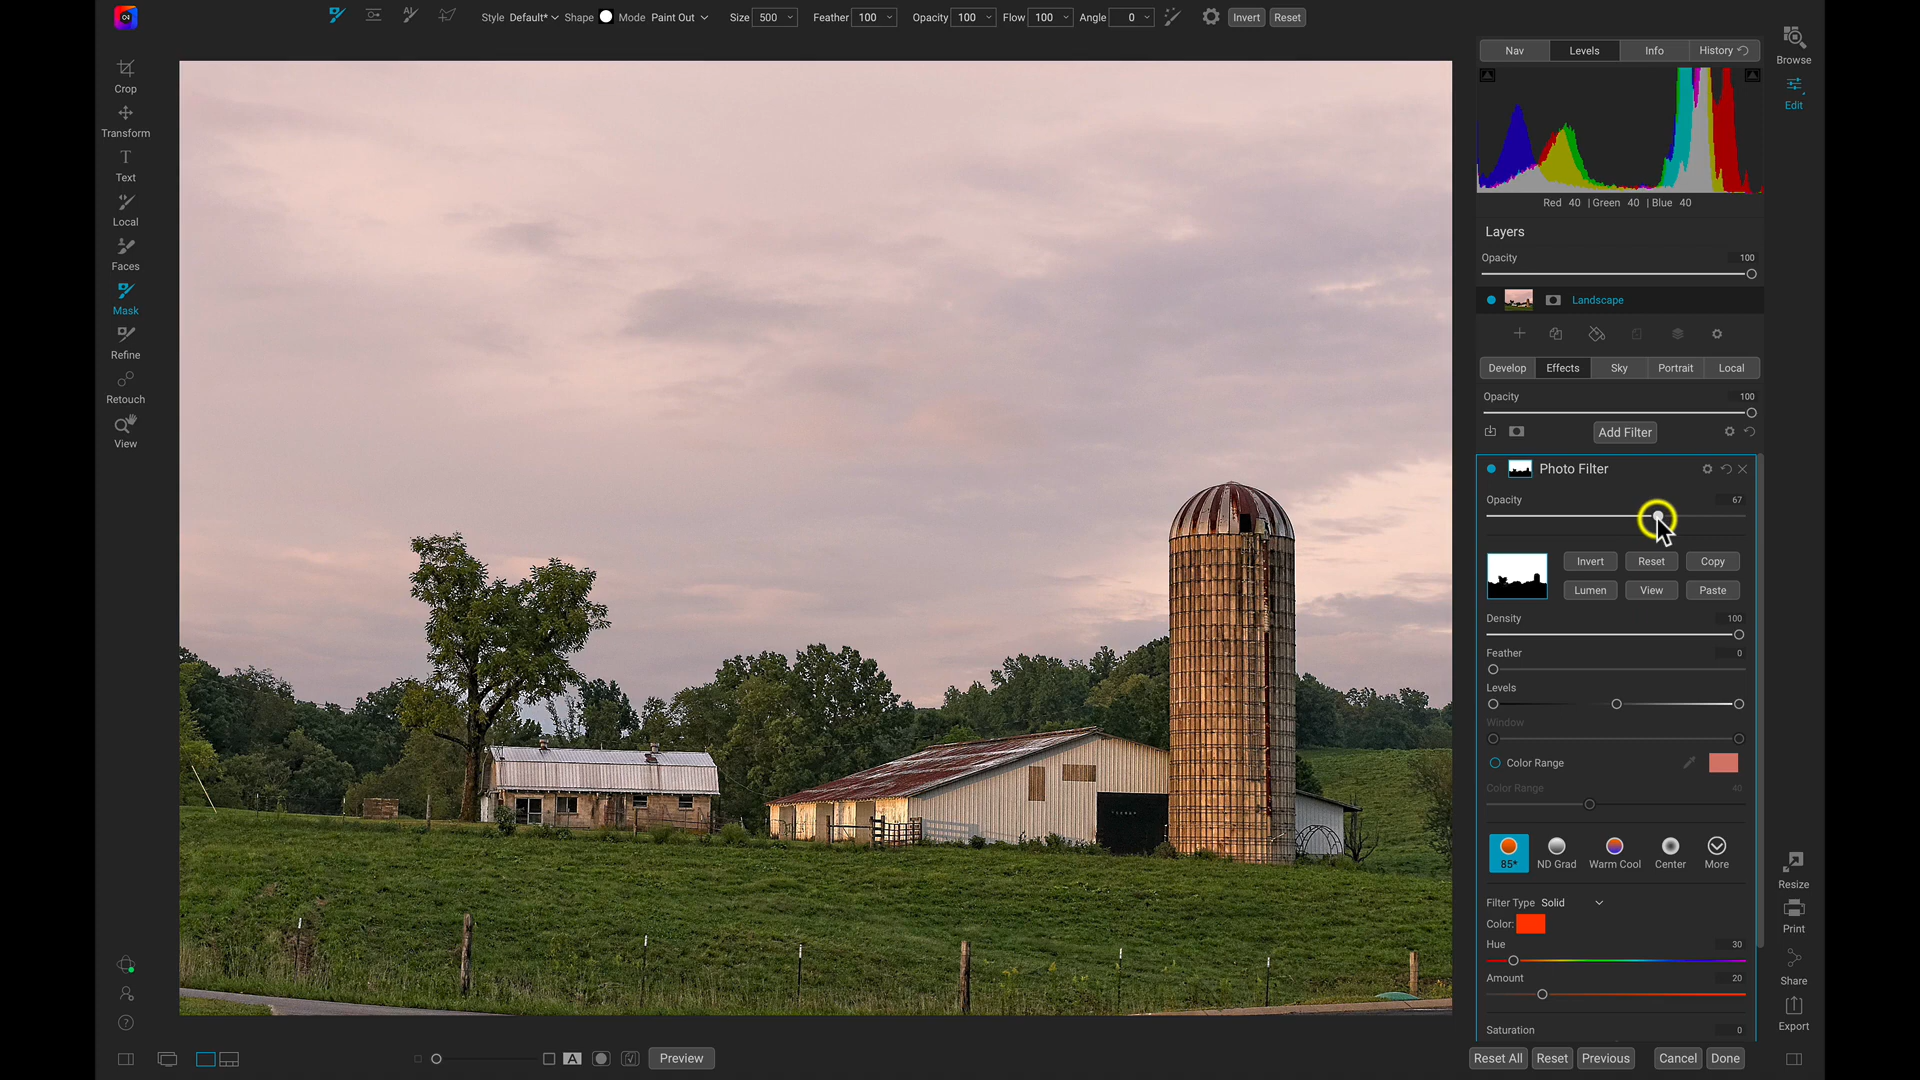 Style Default* Shape Mode Paint Out Size 500 Feather 100 Opacity 100 Flow 100 Angle 0 Invert Reset
Crop
Transform
Text
Local
Faces
Mask
Refine
Retouch
View
Nav Levels Info History
Browse
Edit
Red 40 | Green 40 | Blue 40
Layers
Opacity 100
Landscape
Develop Effects Sky Portrait Local
Opacity 100
Add Filter
Photo Filter
Opacity 67
Invert Reset Copy
Lumen View Paste
Density 100
Feather 0
Levels
Window
Color Range
Color Range 40
85* ND Grad Warm Cool Center More
Filter Type Solid
Color:
Hue 30
Amount 20
Saturation 0
Resize
Print
Share
Export
A Preview
Reset All Reset Previous Cancel Done